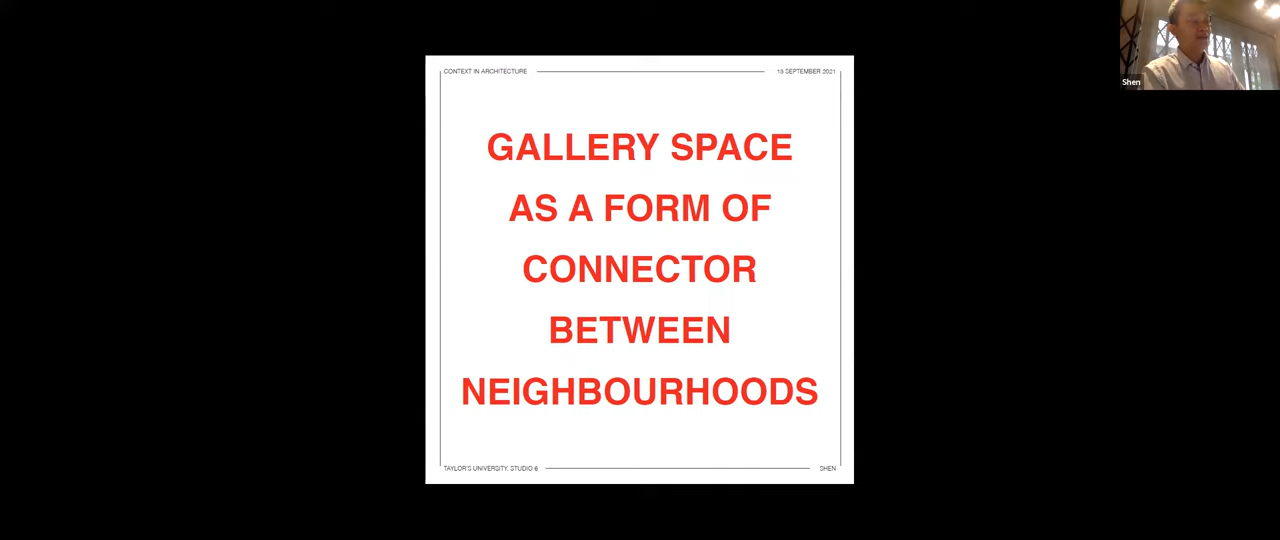 CONTEXT IN ARCHITECTURE
13 SEPTEMBER 2021
GALLERY SPACE
AS A FORM OF
CONNECTOR
BETWEEN
NEIGHBOURHOODS
TAYLOR'S UNIVERSITY, STUDIO 6
SHEN
Shen